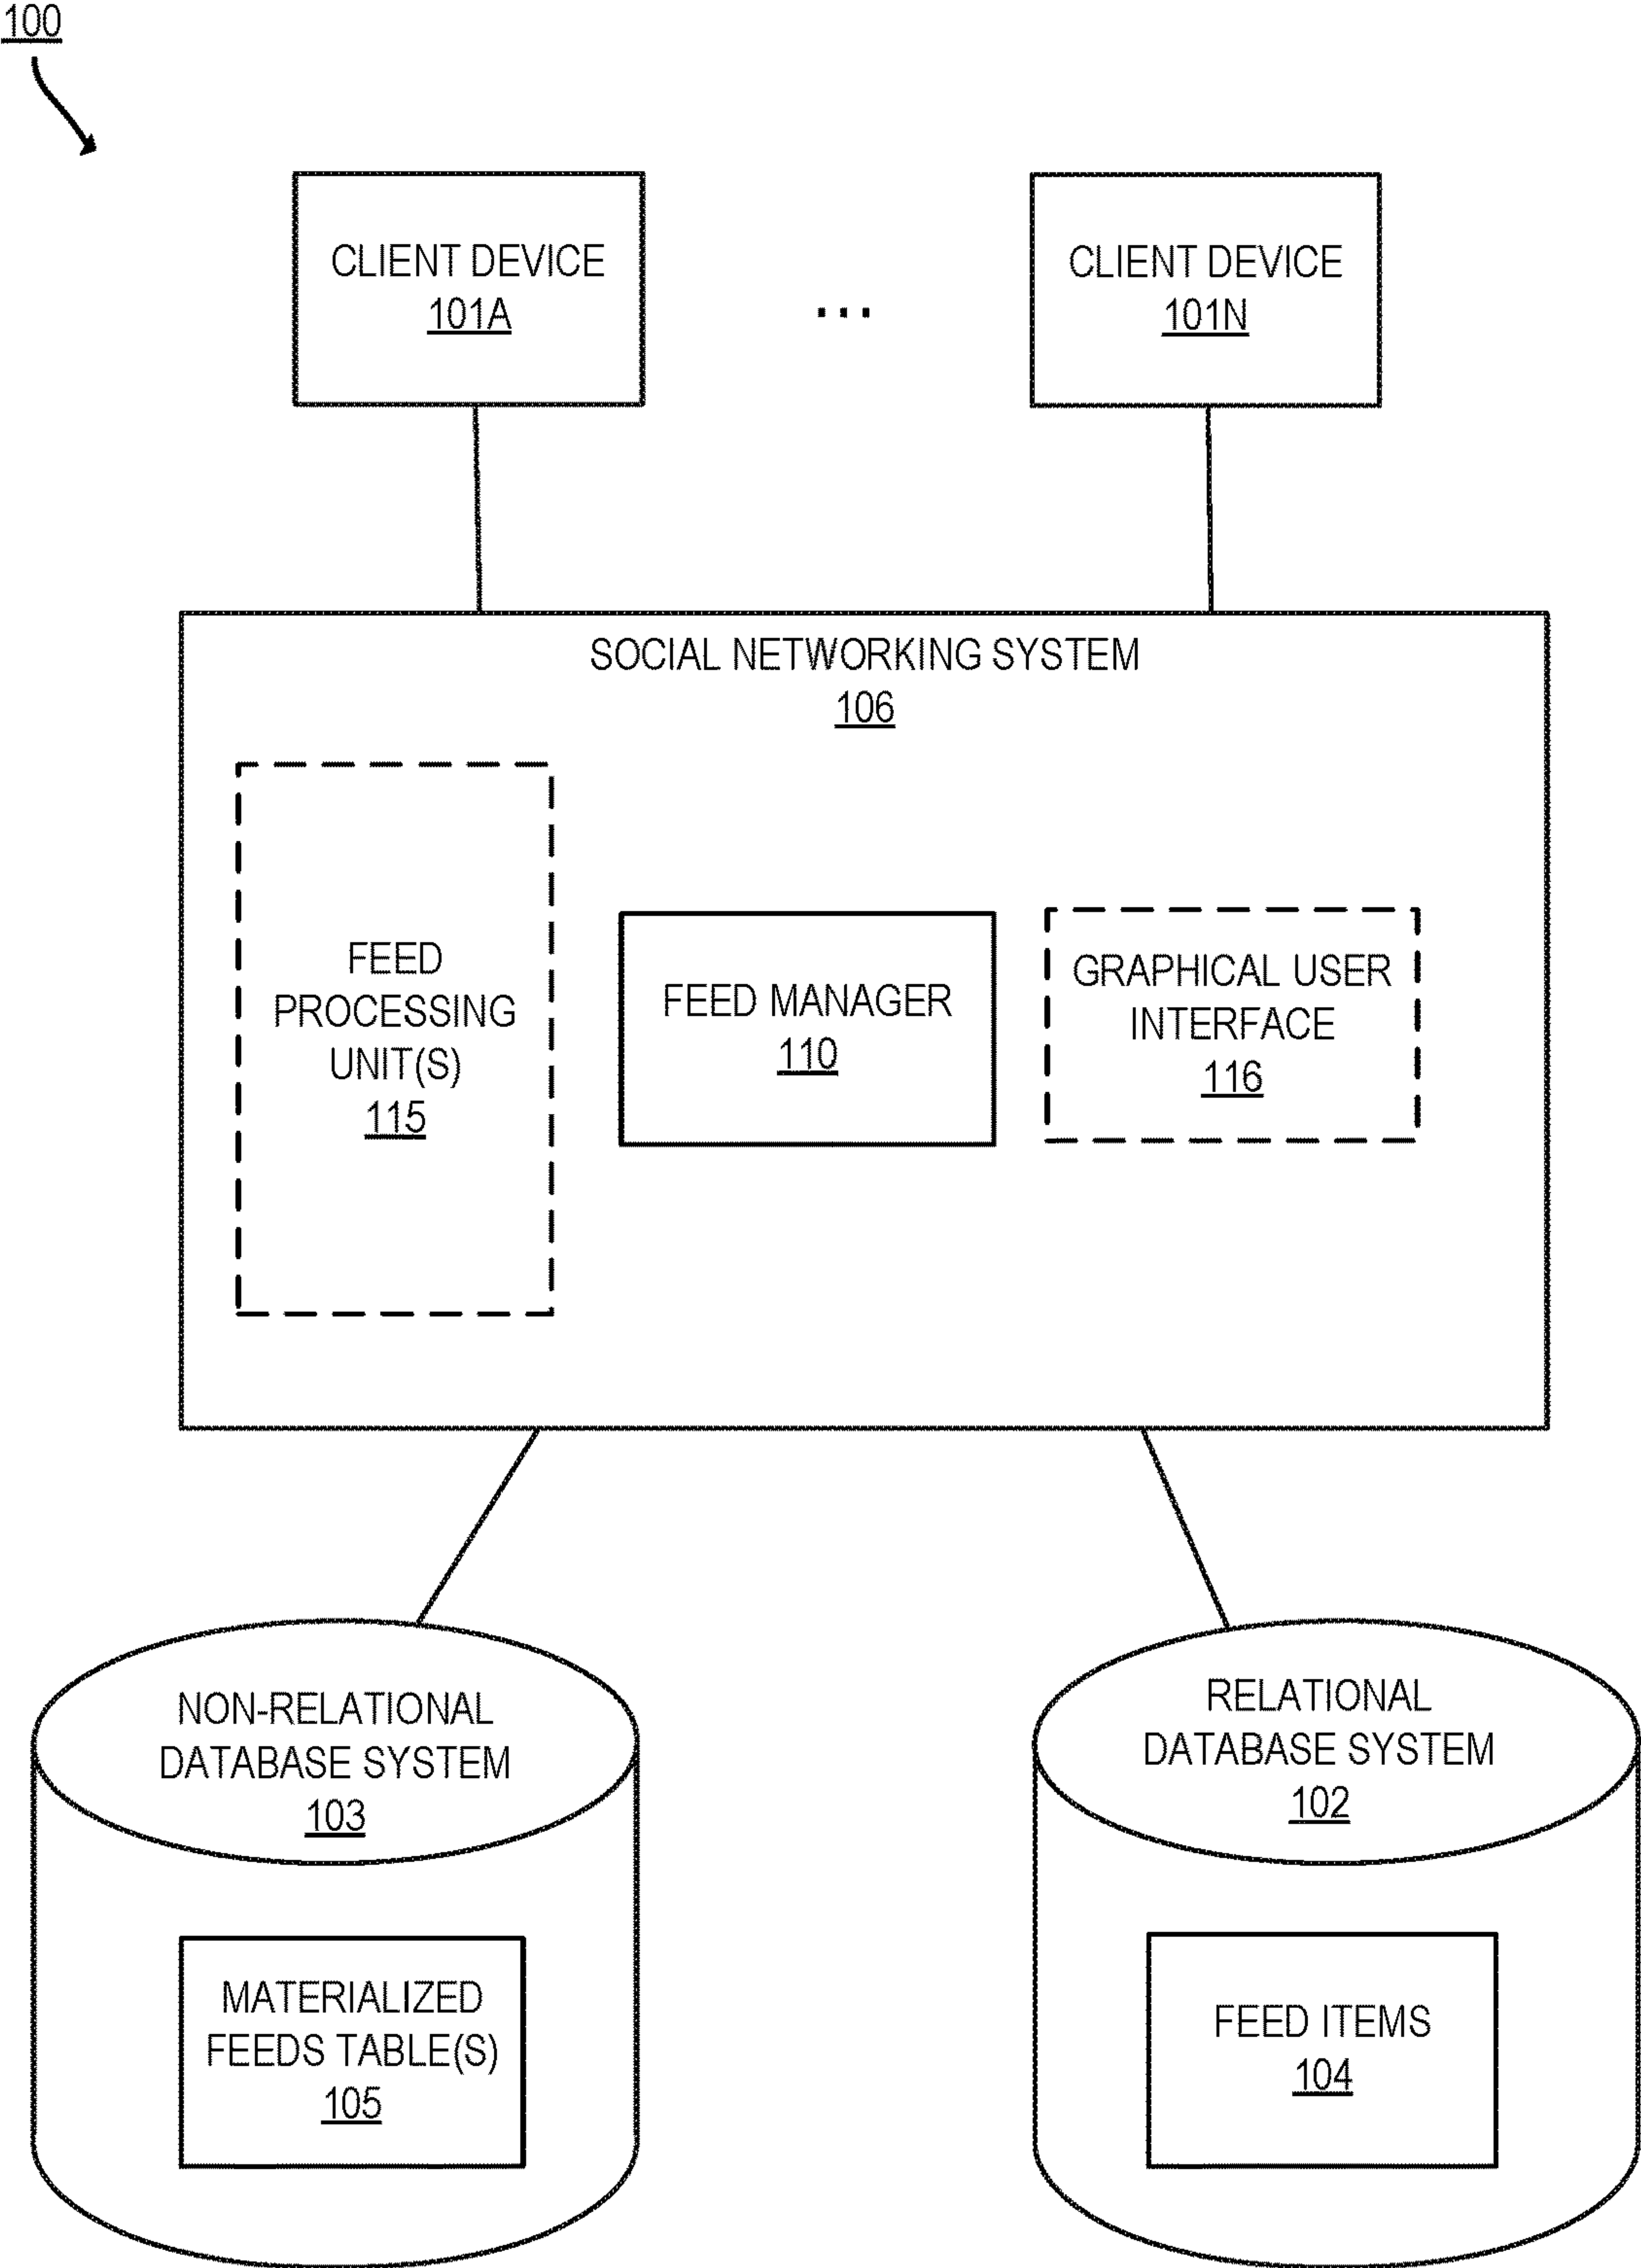 100
CLIENT DEVICE
101A
...
CLIENT DEVICE
101N
SOCIAL NETWORKING SYSTEM
106
FEED
PROCESSING
UNIT(S)
115
FEED MANAGER
110
GRAPHICAL USER
INTERFACE
116
NON-RELATIONAL
DATABASE SYSTEM
103
MATERIALIZED
FEEDS TABLE(S)
105
RELATIONAL
DATABASE SYSTEM
102
FEED ITEMS
104